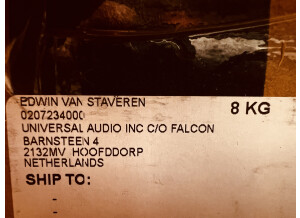 EDWIN VAN STAVEREN
8 KG
0207234000
UNIVERSAL AUDIO INC C/O FALCON
BARNSTEEN 4
2132MV HOOFDDORP
NETHERLANDS
SHIP TO:
-
-